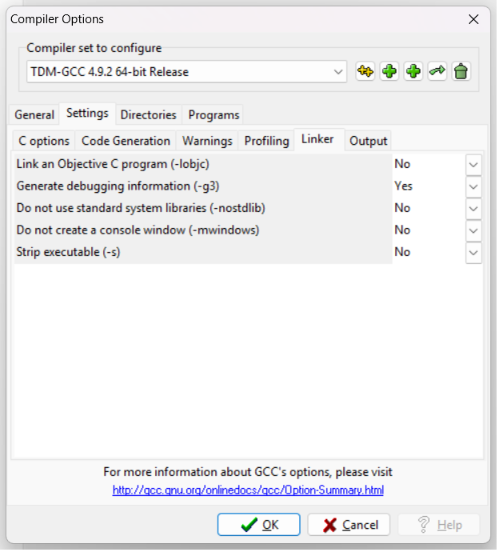 Compiler Options
Compiler set to configure
TDM-GCC 4.9.2 64-bit Release
General Settings Directories Programs
C options Code Generation Warnings Profiling Linker Output
Link an Objective C program (-lobjc) No
Generate debugging information (-g3) Yes
Do not use standard system libraries (-nostdlib) No
Do not create a console window (-mwindows) No
Strip executable (-s) No
For more information about GCC's options, please visit
http://gcc.gnu.org/onlinedocs/gcc/Option-Summary.html
OK Cancel Help